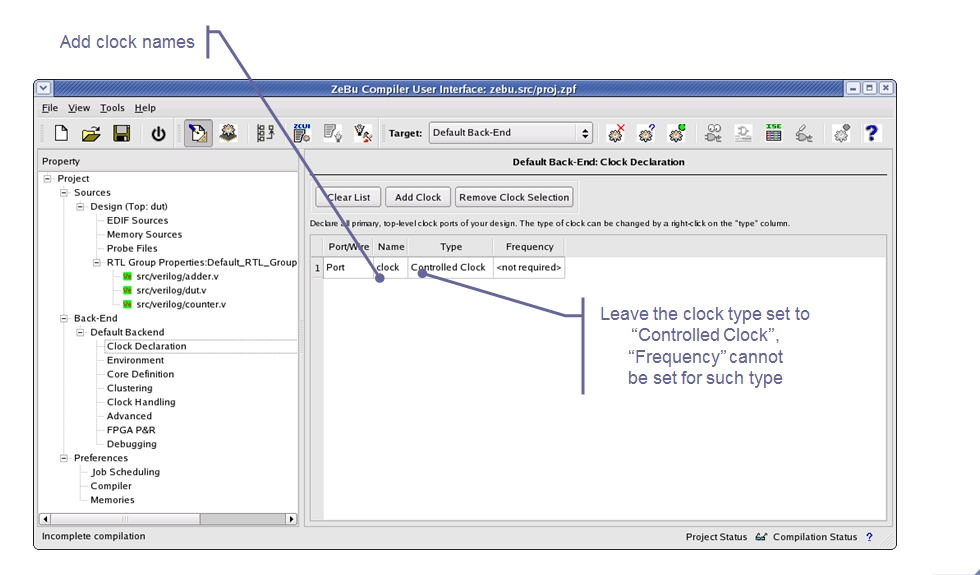 Add clock names
ZeBu Compiler User Interface: zebu.src/proj.zpf
File View Tools Help
ZCUI
Target: Default Back-End
ISE
?
Property
Project
Sources
Design (Top: dut)
EDIF Sources
Memory Sources
Probe Files
RTL Group Properties:Default_RTL_Group
src/verilog/adder.v
src/verilog/dut.v
src/verilog/counter.v
Back-End
Default Backend
Clock Declaration
Environment
Core Definition
Clustering
Clock Handling
Advanced
FPGA P&R
Debugging
Preferences
Job Scheduling
Compiler
Memories
Default Back-End: Clock Declaration
Clear List Add Clock Remove Clock Selection
Declare all primary, top-level clock ports of your design. The type of clock can be changed by a right-click on the "type" column.
Port/Wire Name Type Frequency
1 Port clock Controlled Clock <not required>
Leave the clock type set to
“Controlled Clock”,
“Frequency” cannot
be set for such type
Incomplete compilation
Project Status Compilation Status ?